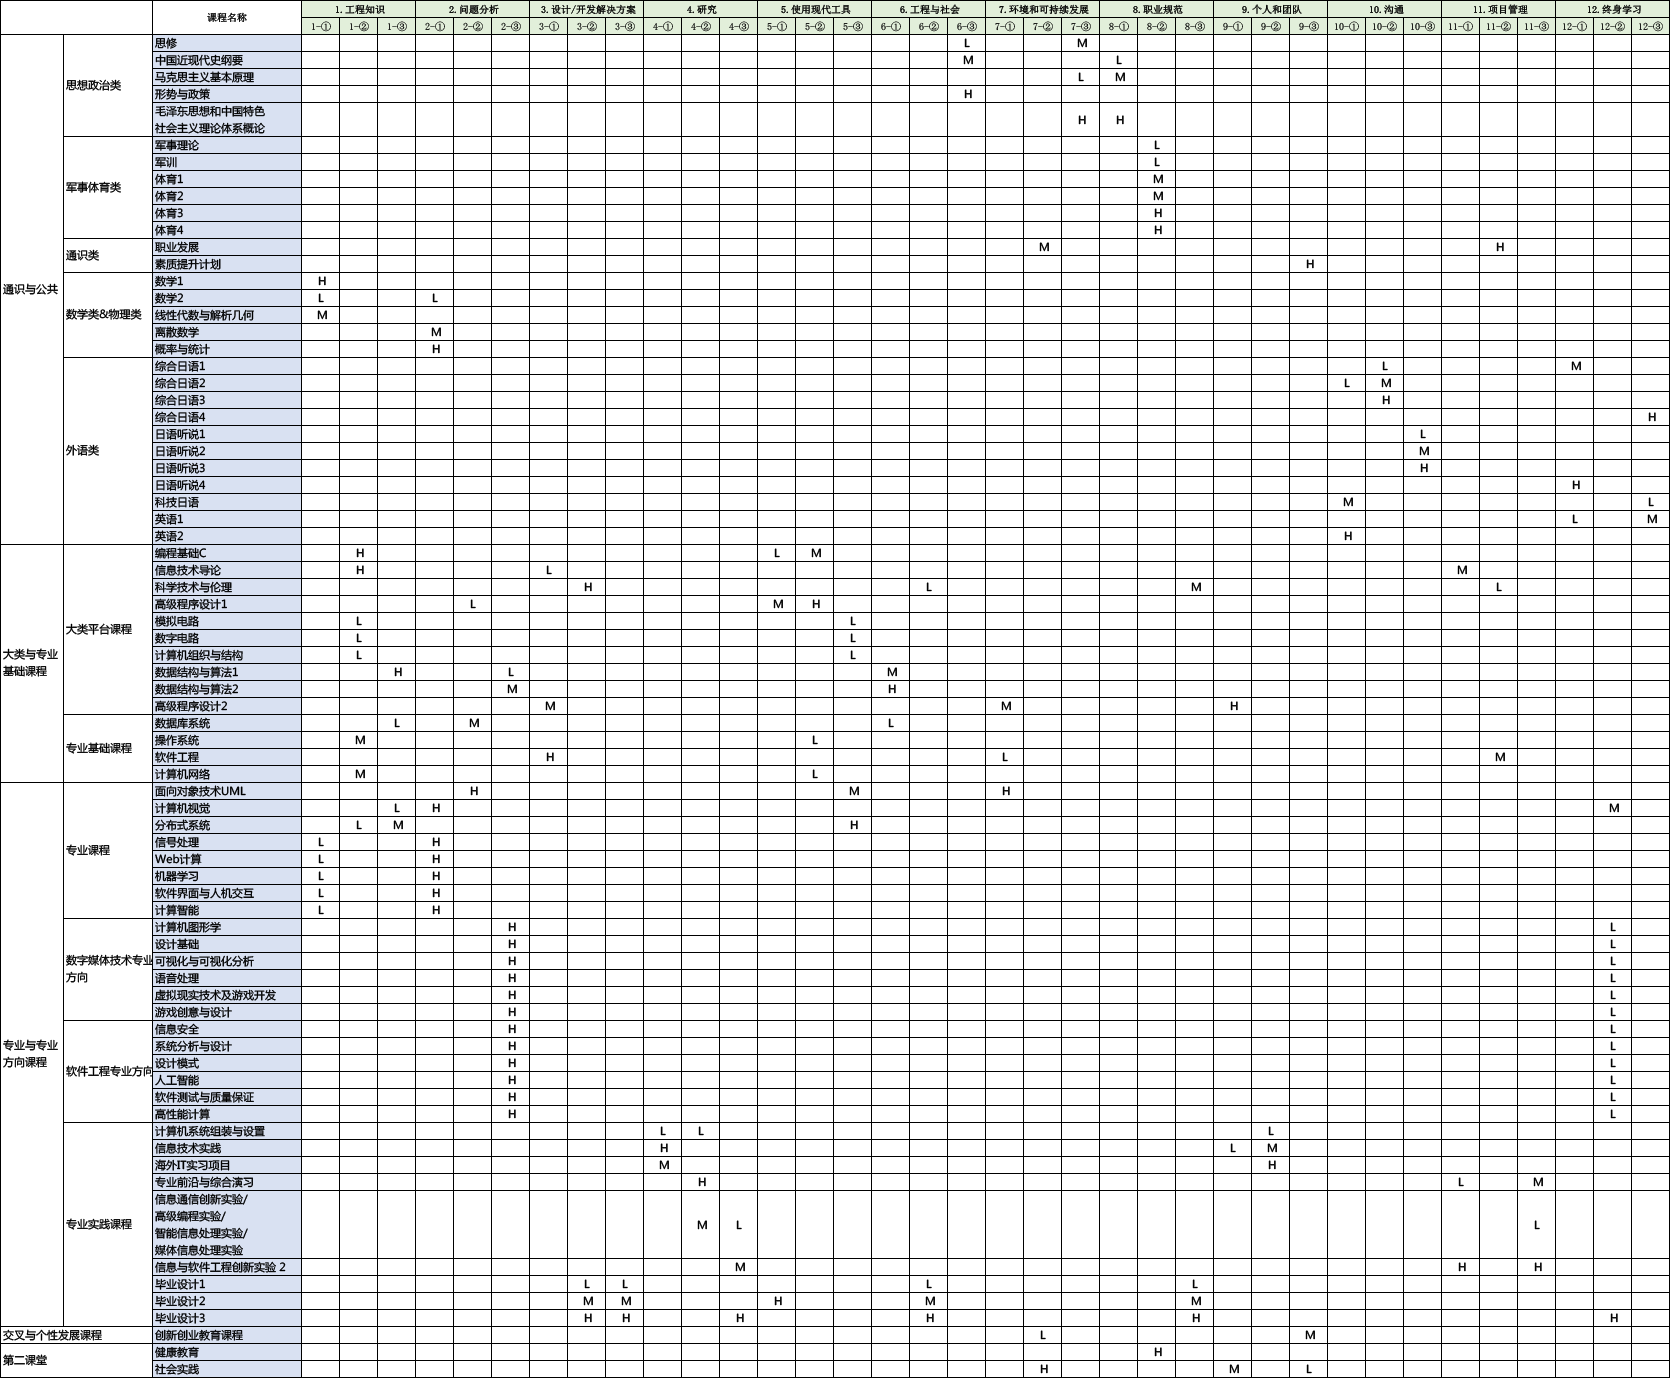 课程名称 1. 工程知识 2. 问题分析 3. 设计/开发解决方案 4. 研究 5. 使用现代工具 6. 工程与社会 7. 环境和可持续发展 8. 职业规范 9. 个人和团队 10. 沟通 11. 项目管理 12. 终身学习
1-① 1-② 1-③ 2-① 2-② 2-③ 3-① 3-② 3-③ 4-① 4-② 4-③ 5-① 5-② 5-③ 6-① 6-② 6-③ 7-① 7-② 7-③ 8-① 8-② 8-③ 9-① 9-② 9-③ 10-① 10-② 10-③ 11-① 11-② 11-③ 12-① 12-② 12-③
通识与公共
思想政治类
思修 L M
中国近现代史纲要 M L
马克思主义基本原理 L M
形势与政策 H
毛泽东思想和中国特色
社会主义理论体系概论 H H
军事体育类
军事理论 L
军训 L
体育1 M
体育2 M
体育3 H
体育4 H
通识类
职业发展 M H
素质提升计划 H
数学类&物理类
数学1 H
数学2 L L
线性代数与解析几何 M
离散数学 M
概率与统计 H
外语类
综合日语1 L M
综合日语2 L M
综合日语3 H
综合日语4 H
日语听说1 L
日语听说2 M
日语听说3 H
日语听说4 H
科技日语 M L
英语1 L M
英语2 H
大类与专业
基础课程
大类平台课程
编程基础C H L M
信息技术导论 H L M
科学技术与伦理 H L M L
高级程序设计1 L M H
模拟电路 L L
数字电路 L L
计算机组织与结构 L L
数据结构与算法1 H L M
数据结构与算法2 M H
高级程序设计2 M M H
专业基础课程
数据库系统 L M L
操作系统 M L
软件工程 H L M
计算机网络 M L
专业与专业
方向课程
专业课程
面向对象技术UML H M H
计算机视觉 L H M
分布式系统 L M H
信号处理 L H
Web计算 L H
机器学习 L H
软件界面与人机交互 L H
计算智能 L H
数字媒体技术专业
方向
计算机图形学 H L
设计基础 H L
可视化与可视化分析 H L
语音处理 H L
虚拟现实技术及游戏开发 H L
游戏创意与设计 H L
软件工程专业方向
信息安全 H L
系统分析与设计 H L
设计模式 H L
人工智能 H L
软件测试与质量保证 H L
高性能计算 H L
专业实践课程
计算机系统组装与设置 L L L
信息技术实践 H L M
海外IT实习项目 M H
专业前沿与综合演习 H L M
信息通信创新实验/
高级编程实验/
智能信息处理实验/ M L L
媒体信息处理实验
信息与软件工程创新实验 2 M H H
毕业设计1 L L L L
毕业设计2 M M H M M
毕业设计3 H H H H H H
交叉与个性发展课程
创新创业教育课程 L M
第二课堂
健康教育 H
社会实践 H M L